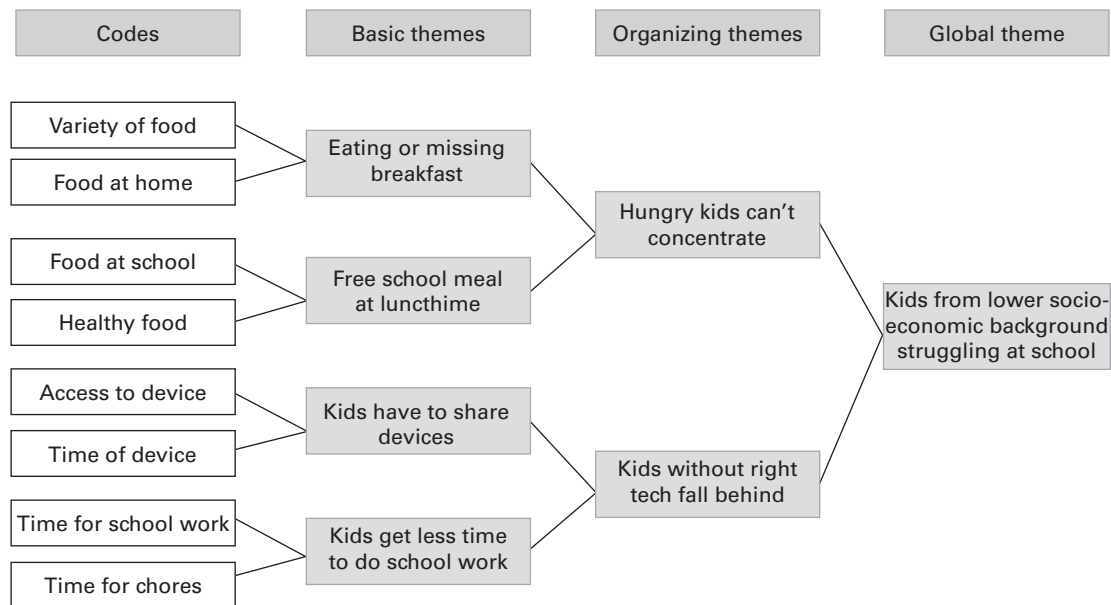 Codes
Basic themes
Organizing themes
Global theme
Variety of food
Food at home
Food at school
Healthy food
Access to device
Time of device
Time for school work
Time for chores
Eating or missing
breakfast
Free school meal
at luncthime
Kids have to share
devices
Kids get less time
to do school work
Hungry kids can't
concentrate
Kids without right
tech fall behind
Kids from lower socio-
economic background
struggling at school